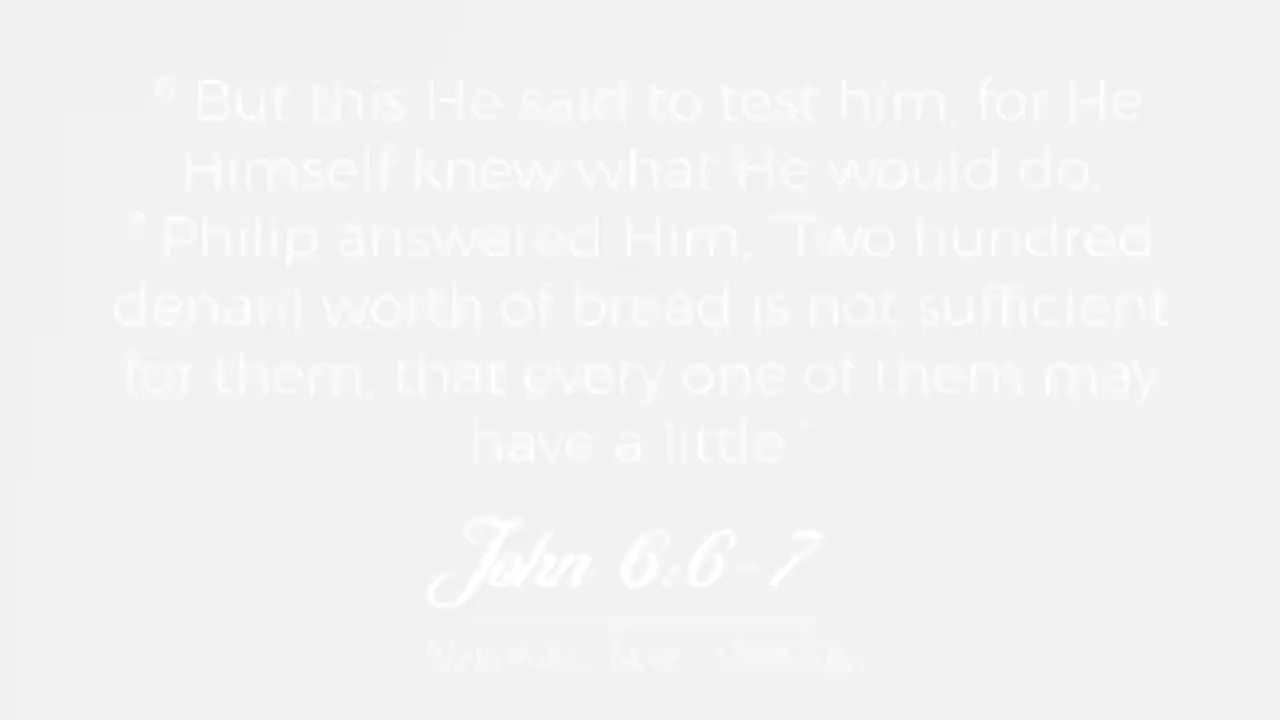 6 But this He said to test him, for He
Himself knew what He would do.
7 Philip answered Him, "Two hundred
denarii worth of bread is not sufficient
for them, that every one of them may
have a little."
John 6:6-7